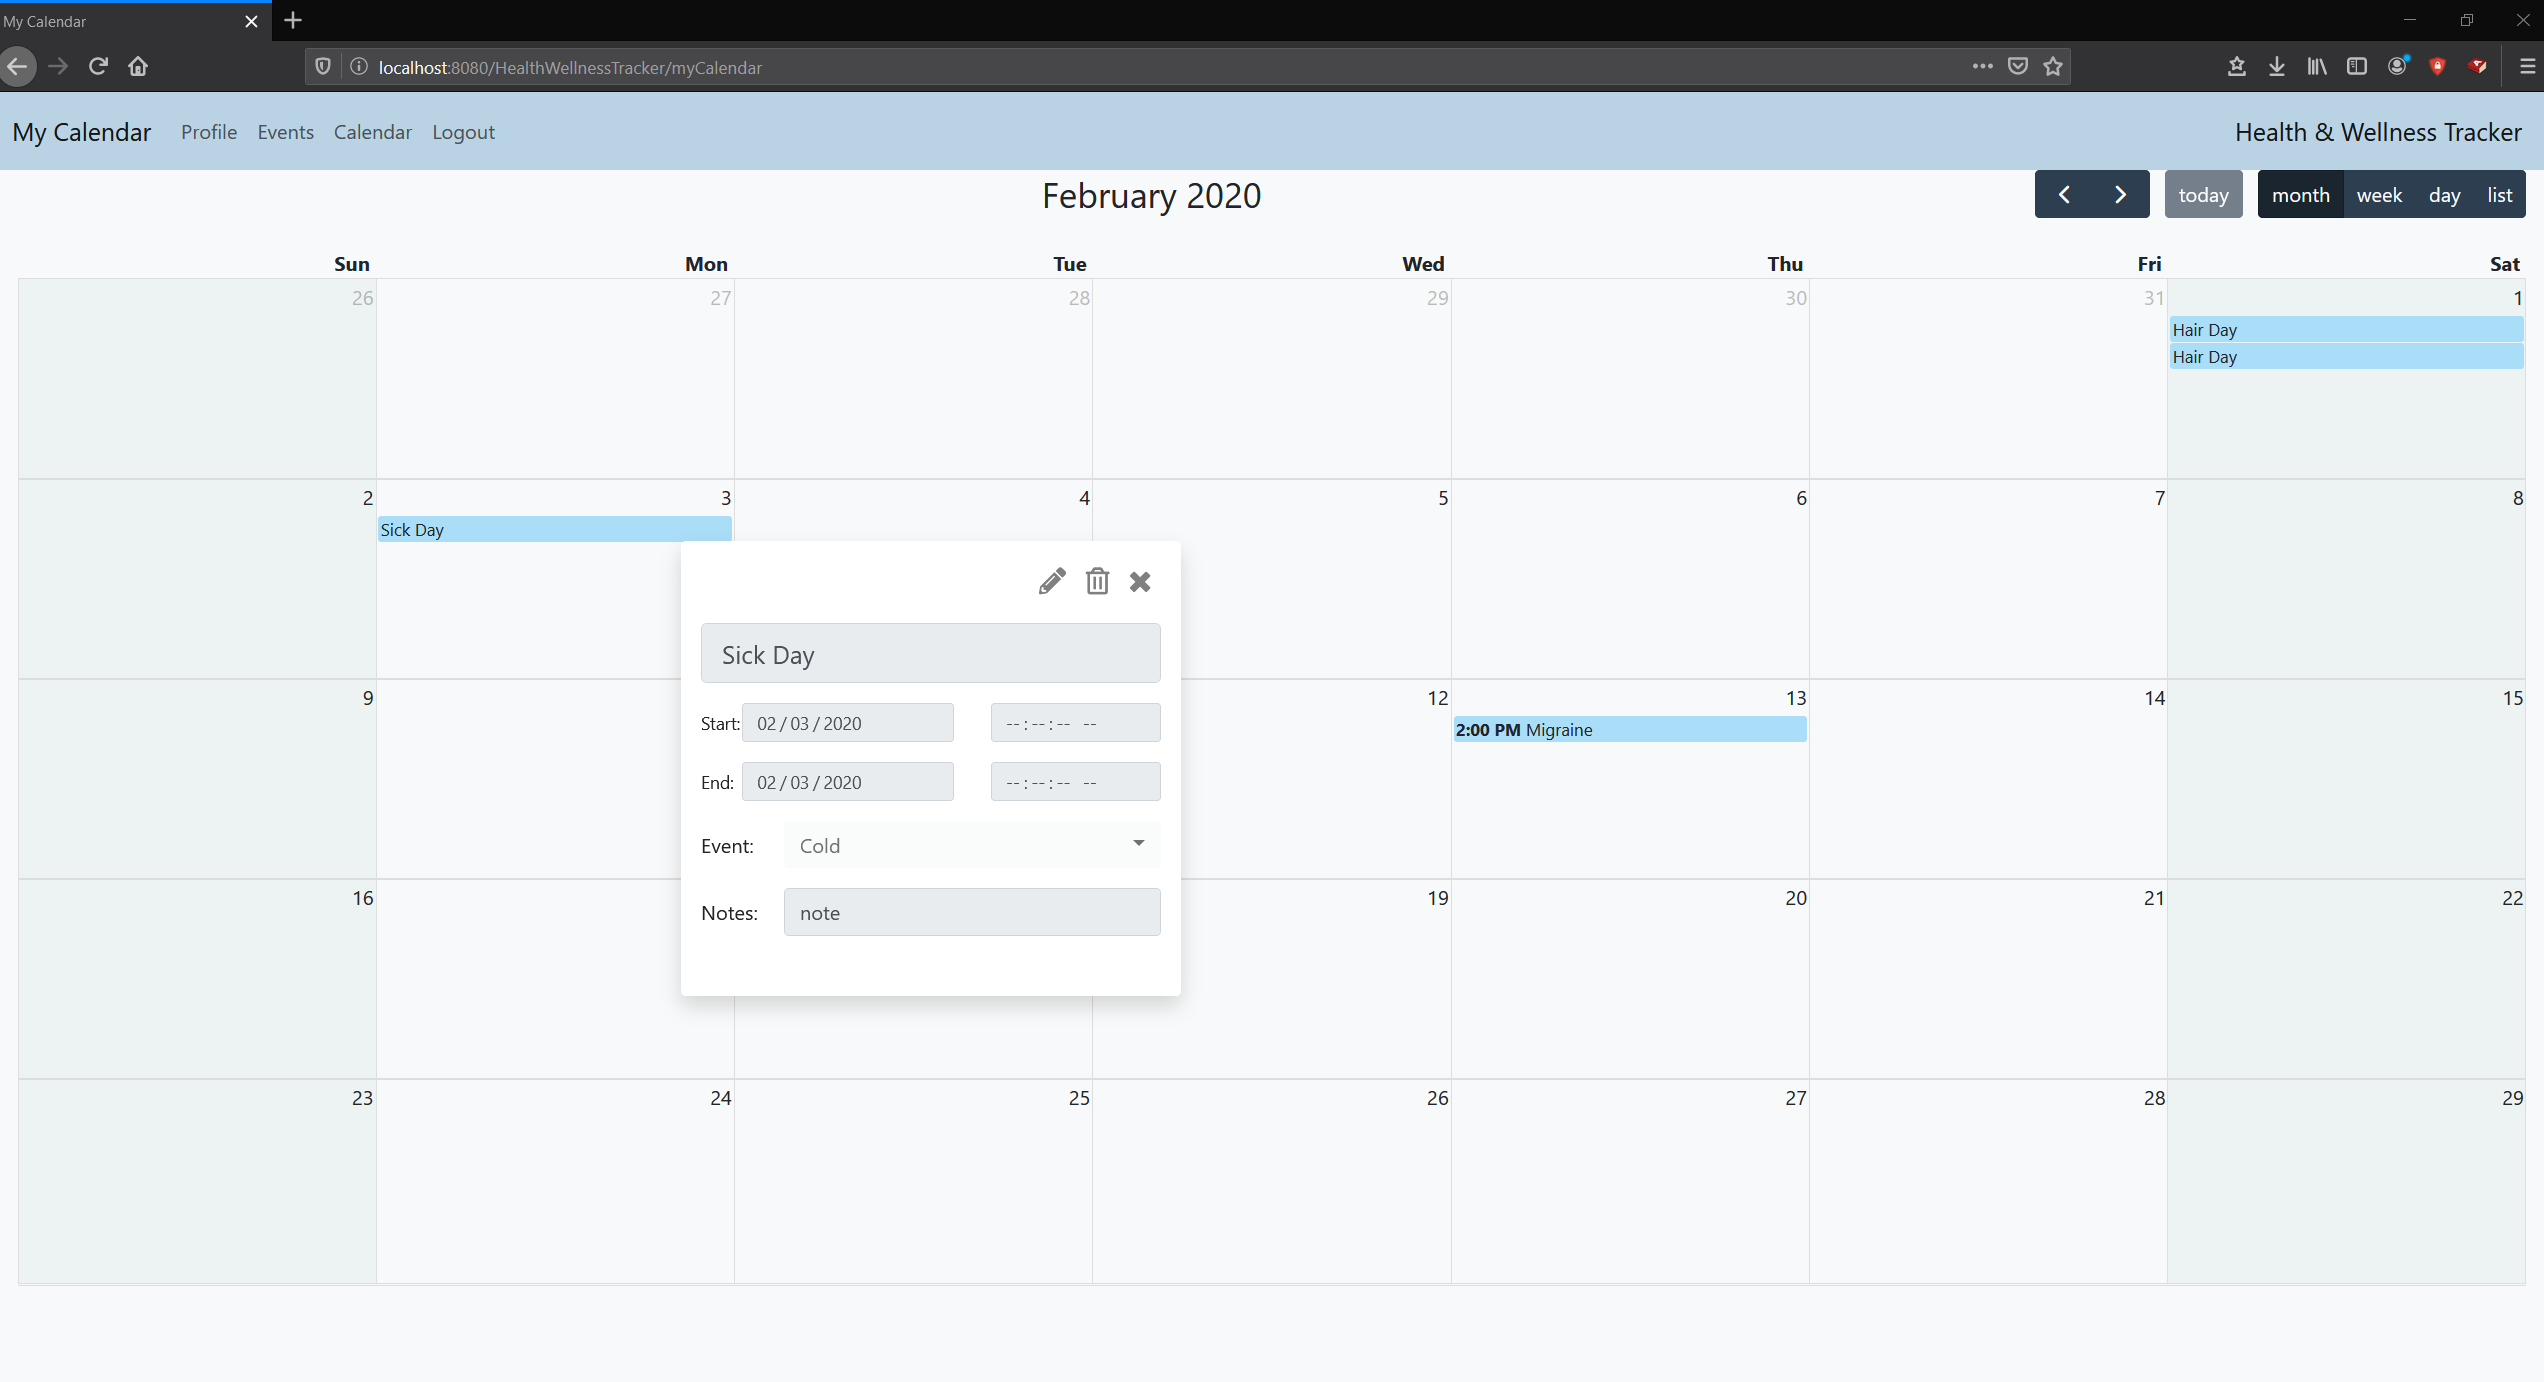 My Calendar
localhost:8080/HealthWellnessTracker/myCalendar
My Calendar Profile Events Calendar Logout Health & Wellness Tracker
February 2020 today month week day list
Sun Mon Tue Wed Thu Fri Sat
26 27 28 29 30 31 1
Hair Day
Hair Day
2 3 4 5 6 7 8
Sick Day
Sick Day
Start: 02 / 03 / 2020 -- : -- : -- --
End: 02 / 03 / 2020 -- : -- : -- --
Event: Cold
Notes: note
9 12 13 14 15
2:00 PM Migraine
16 19 20 21 22
23 24 25 26 27 28 29